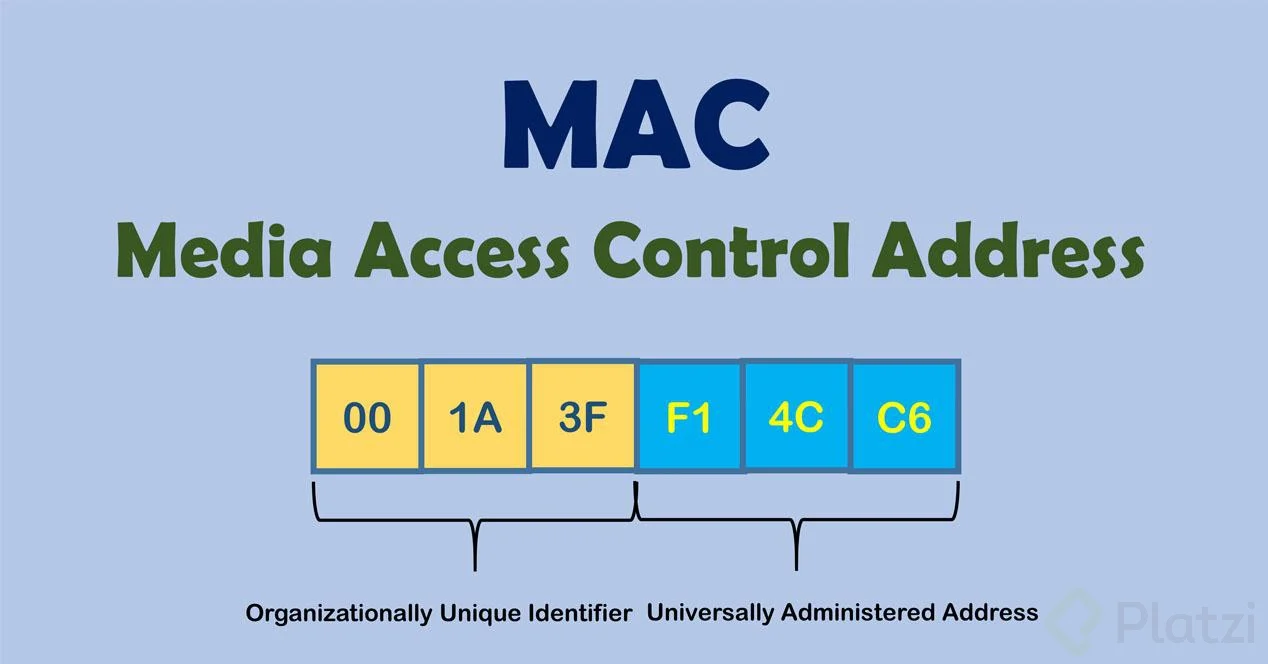 MAC
Media Access Control Address
00 1A 3F F1 4C C6
Organizationally Unique Identifier Universally Administered Address
Platzi